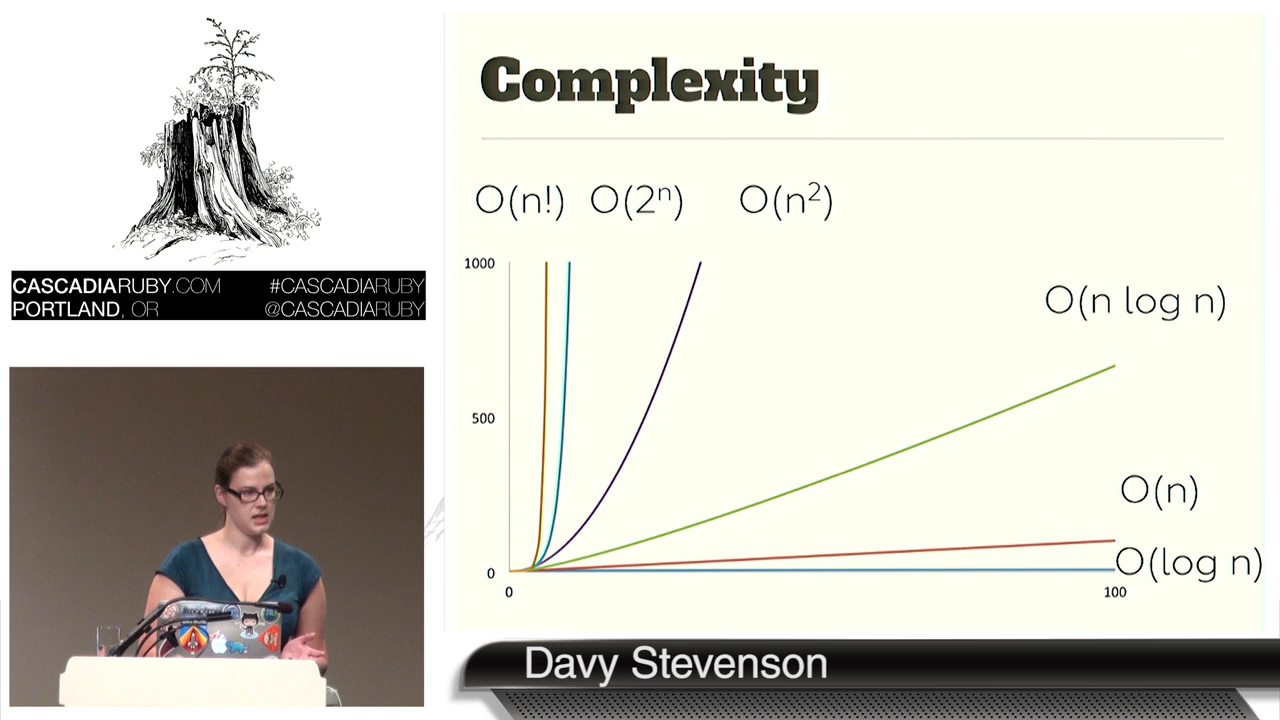 CASCADIARUBY.COM #CASCADIARUBY
PORTLAND, OR @CASCADIARUBY
Complexity
O(n!) O(2ⁿ) O(n²)
1000
O(n log n)
500
O(n)
0
O(log n)
0 100
Davy Stevenson